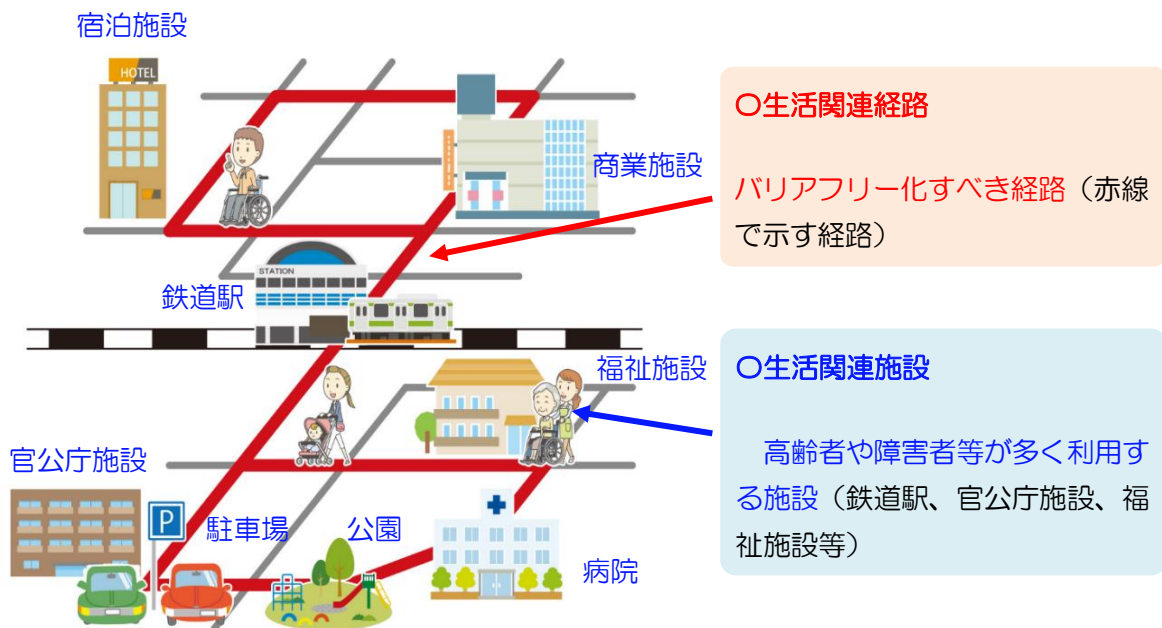 宿泊施設
HOTEL
商業施設
STATION
鉄道駅
福祉施設
官公庁施設
P
駐車場
公園
病院
〇生活関連経路
バリアフリー化すべき経路（赤線
で示す経路）
〇生活関連施設
高齢者や障害者等が多く利用す
る施設（鉄道駅、官公庁施設、福
祉施設等）